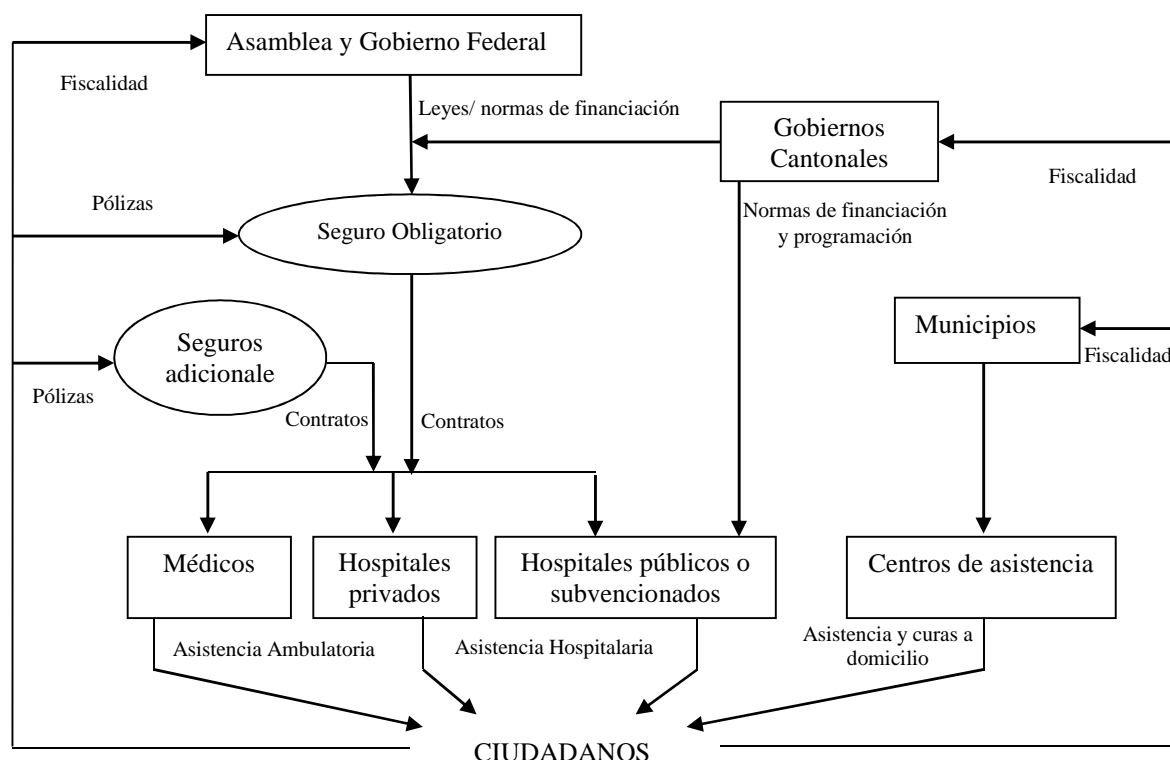 Asamblea y Gobierno Federal
Fiscalidad
Leyes/ normas de financiación
Gobiernos
Cantonales
Fiscalidad
Pólizas
Seguro Obligatorio
Normas de financiación
y programación
Seguros
adicionale
Municipios
Fiscalidad
Pólizas
Contratos
Contratos
Médicos
Hospitales
privados
Hospitales públicos o
subvencionados
Centros de asistencia
Asistencia Ambulatoria
Asistencia Hospitalaria
Asistencia y curas a
domicilio
CIUDADANOS